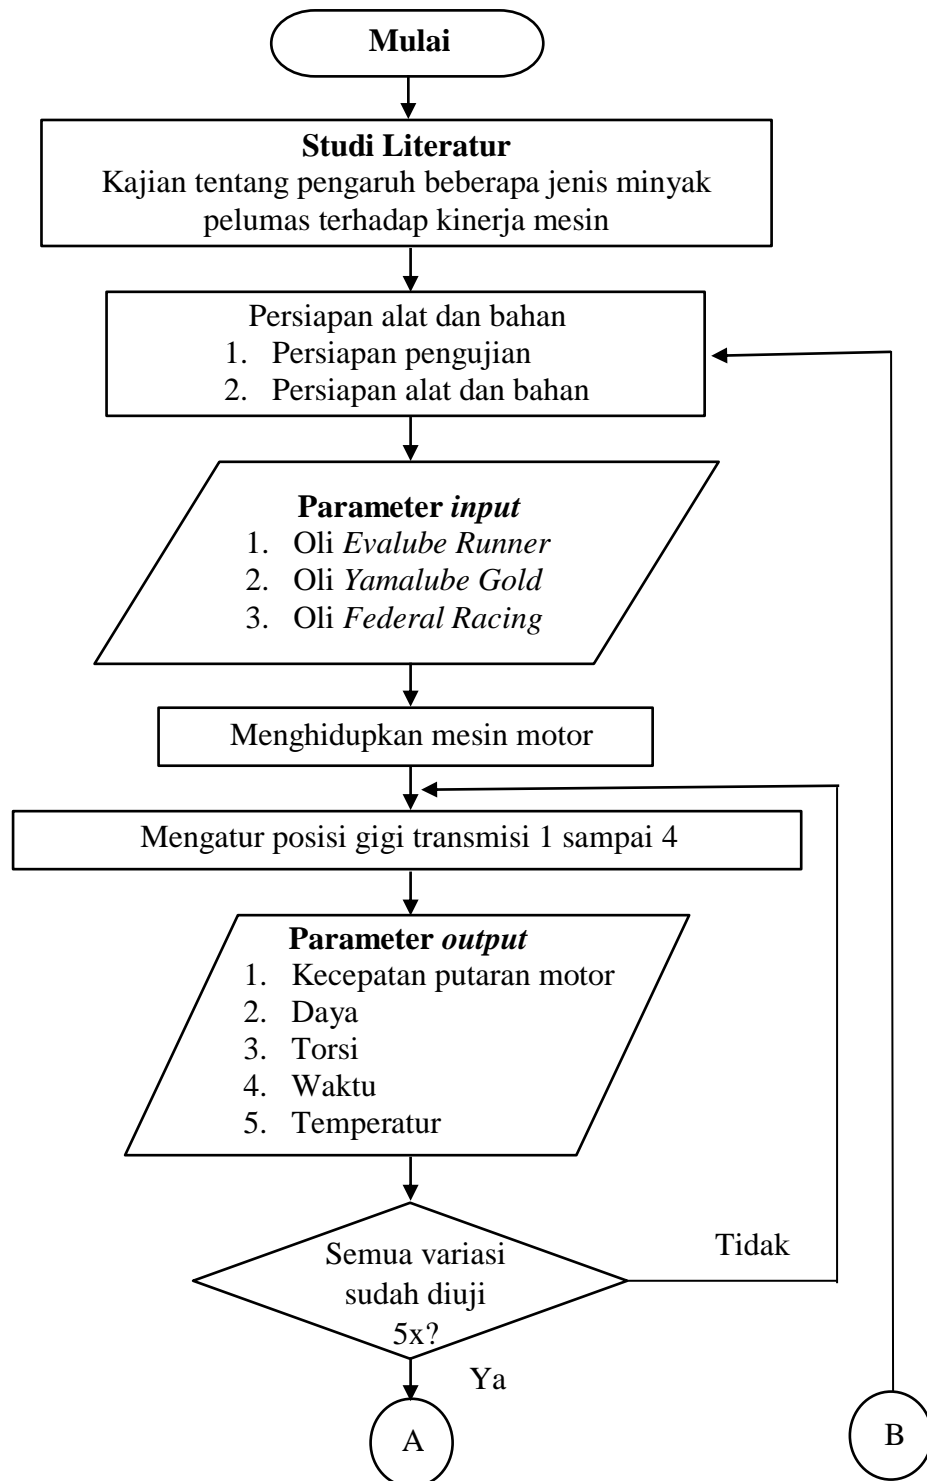 Mulai
Studi Literatur
Kajian tentang pengaruh beberapa jenis minyak
pelumas terhadap kinerja mesin
Persiapan alat dan bahan
1. Persiapan pengujian
2. Persiapan alat dan bahan
Parameter input
1. Oli Evalube Runner
2. Oli Yamalube Gold
3. Oli Federal Racing
Menghidupkan mesin motor
Mengatur posisi gigi transmisi 1 sampai 4
Parameter output
1. Kecepatan putaran motor
2. Daya
3. Torsi
4. Waktu
5. Temperatur
Semua variasi
sudah diuji
5x?
Tidak
Ya
A
B